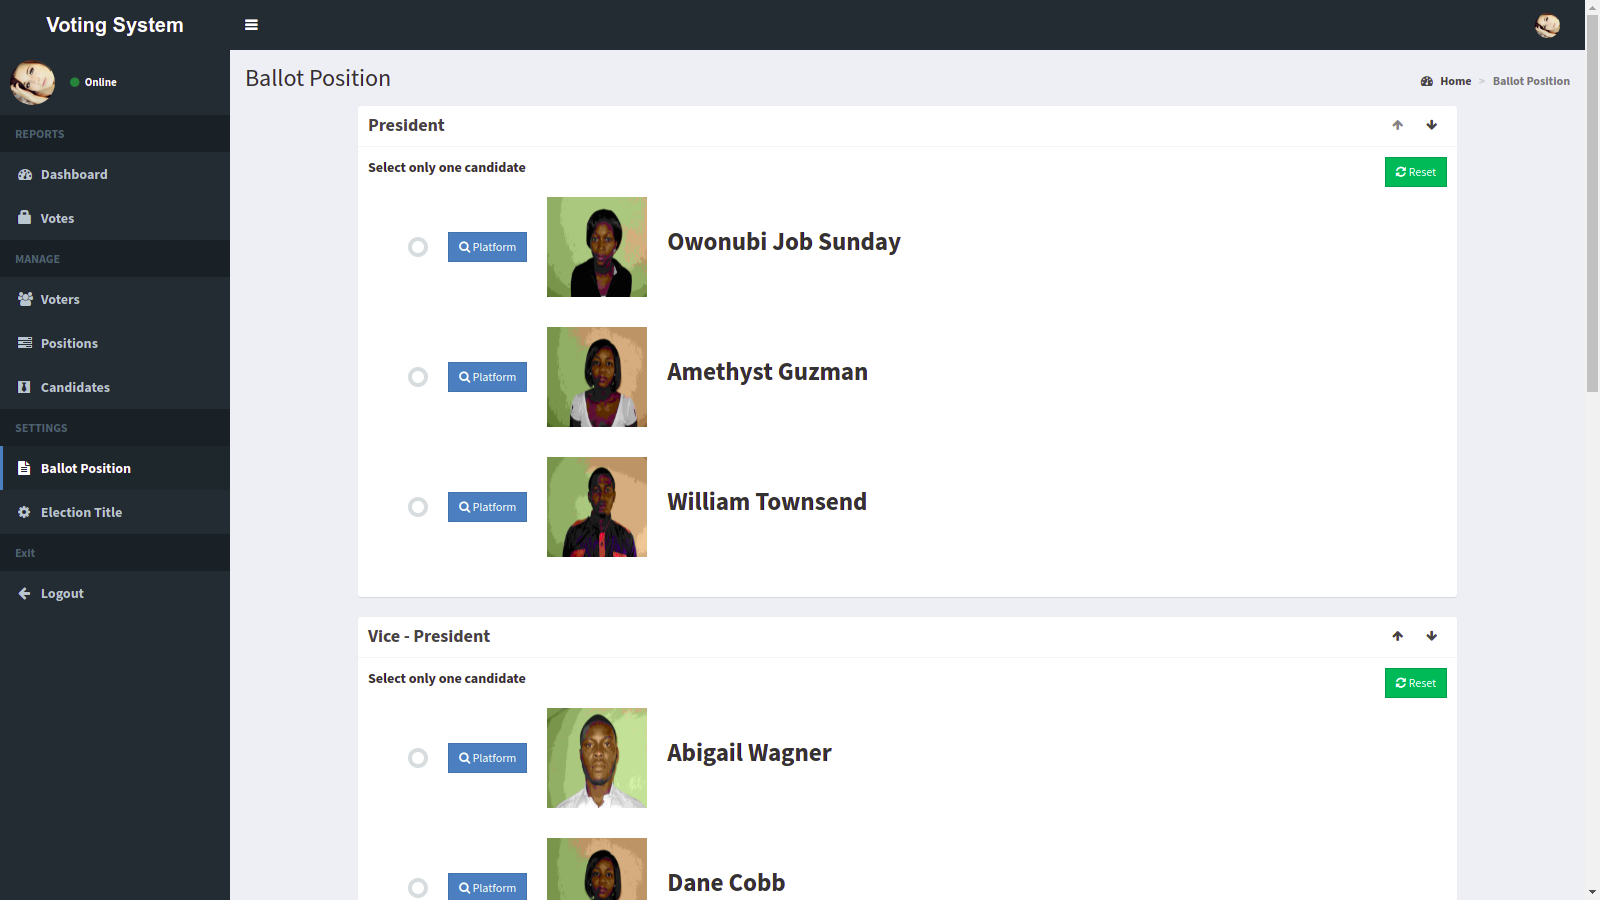 Voting System
Online
REPORTS
Dashboard
Votes
MANAGE
Voters
Positions
Candidates
SETTINGS
Ballot Position
Election Title
Exit
Logout
Ballot Position
Home > Ballot Position
President
Select only one candidate
Reset
Platform
Owonubi Job Sunday
Platform
Amethyst Guzman
Platform
William Townsend
Vice - President
Select only one candidate
Reset
Platform
Abigail Wagner
Platform
Dane Cobb